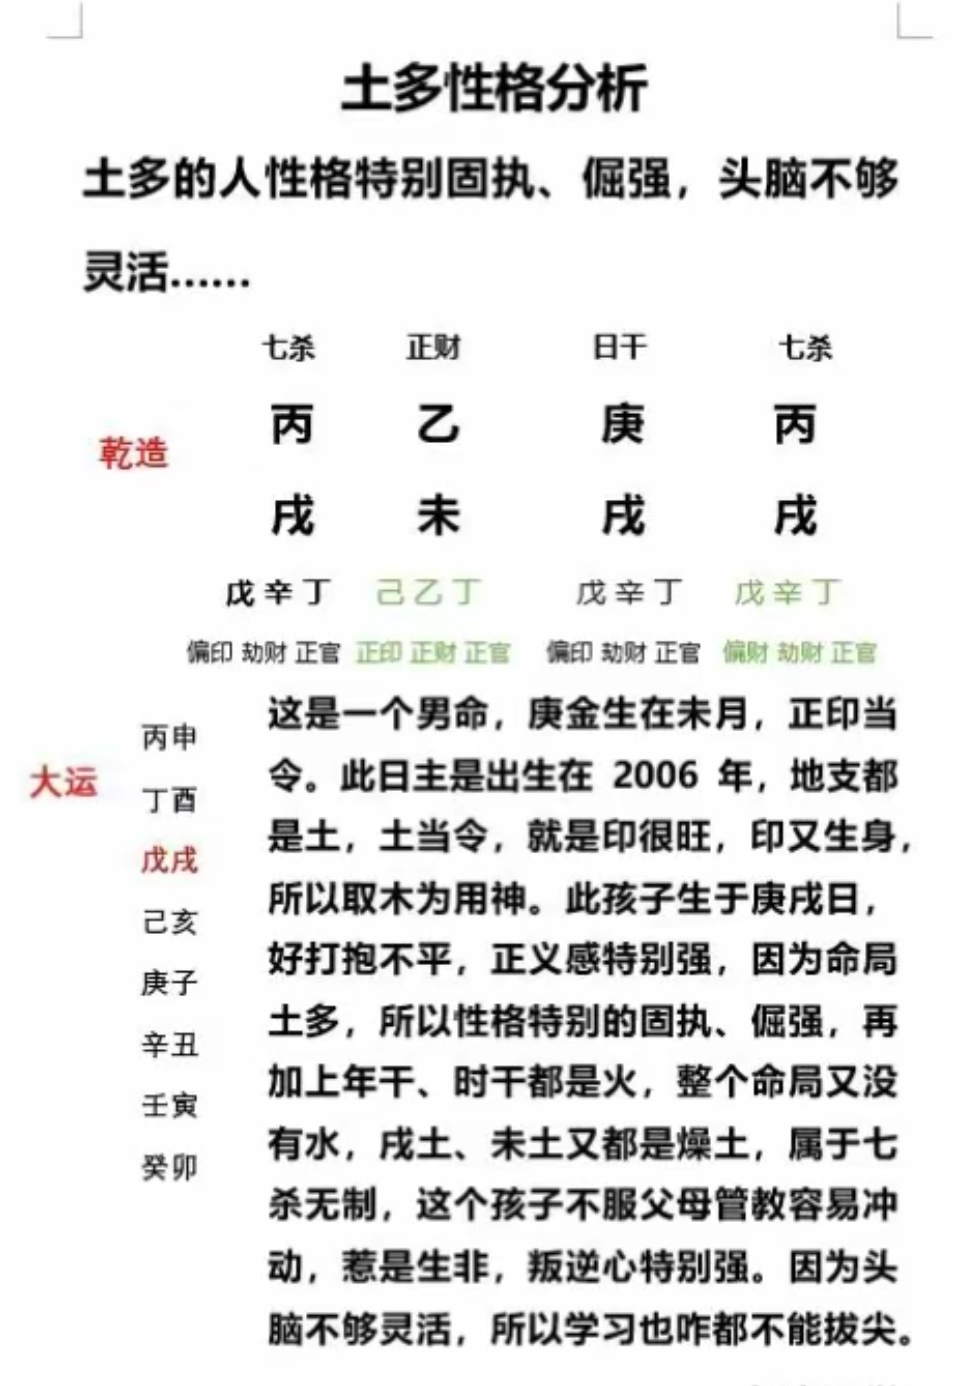 土多性格分析
土多的人性格特别固执、倔强，头脑不够
灵活……
七杀 正财 日干 七杀
丙 乙 庚 丙
乾造
戌 未 戌 戌
戊辛丁 己乙丁 戊辛丁 戊辛丁
偏印 劫财 正官 正印 正财 正官 偏印 劫财 正官 偏财 劫财 正官
大运
丙申
丁酉
戊戌
己亥
庚子
辛丑
壬寅
癸卯
这是一个男命，庚金生在未月，正印当
令。此日主是出生在 2006 年，地支都
是土，土当令，就是印很旺，印又生身，
所以取木为用神。此孩子生于庚戌日，
好打抱不平，正义感特别强，因为命局
土多，所以性格特别的固执、倔强，再
加上年干、时干都是火，整个命局又没
有水，戌土、未土又都是燥土，属于七
杀无制，这个孩子不服父母管教容易冲
动，惹是生非，叛逆心特别强。因为头
脑不够灵活，所以学习也咋都不能拔尖。